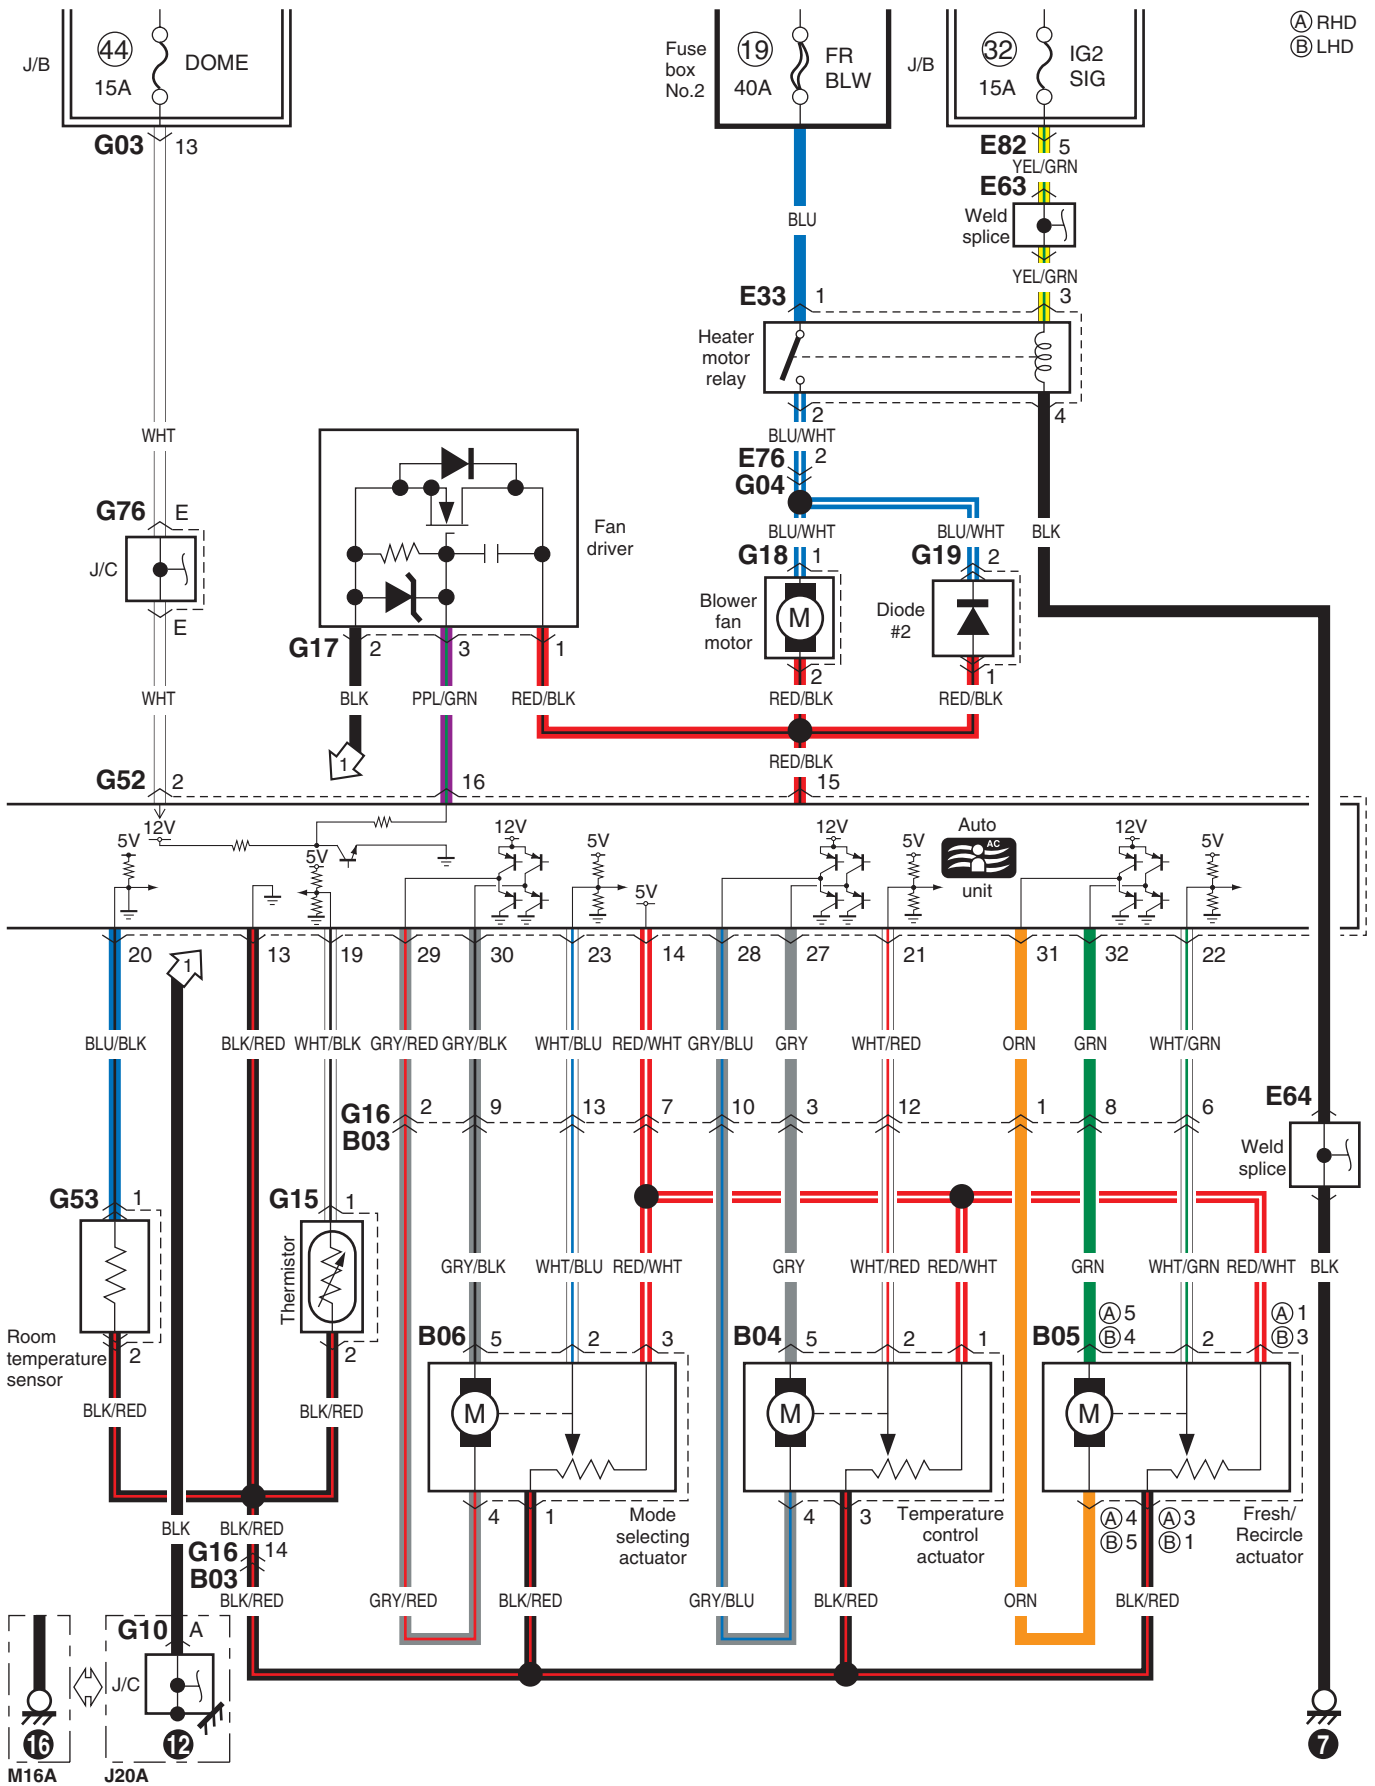 44
J/B
DOME
15A
G03 13
Fuse
box
No.2
19
40A
FR
BLW
J/B
32
15A
IG2
SIG
A RHD
B LHD
E82 5
YEL/GRN
E63
Weld
splice
YEL/GRN
BLU
E33 1
3
Heater
motor
relay
2
4
BLU/WHT
E76 2
G04
WHT
G76 E
J/C
E
Fan
driver
BLU/WHT
BLU/WHT
BLK
G18 1
G19 2
Blower
fan
motor
M
Diode
#2
G17 2
3
1
2
1
WHT
BLK
PPL/GRN
RED/BLK
RED/BLK
RED/BLK
1
RED/BLK
G52 2
16
15
12V
5V
5V
12V
5V
5V
12V
5V
Auto
AC
unit
12V
5V
20
1
13
19
29
30
23
14
28
27
21
31
32
22
BLU/BLK
BLK/RED
WHT/BLK
GRY/RED
GRY/BLK
WHT/BLU
RED/WHT
GRY/BLU
GRY
WHT/RED
ORN
GRN
WHT/GRN
G16
B03
2
9
13
7
10
3
12
1
8
6
E64
Weld
splice
G53 1
G15 1
Thermistor
GRY/BLK
WHT/BLU
RED/WHT
GRY
WHT/RED
RED/WHT
GRN
WHT/GRN
RED/WHT
BLK
Room
temperature
sensor
2
2
B06 5
2
3
B04 5
2
1
B05
A 5
B 4
2
A 1
B 3
BLK/RED
BLK/RED
M
M
M
4
1
Mode
selecting
actuator
4
3
Temperature
control
actuator
A 4
B 5
A 3
B 1
Fresh/
Recircle
actuator
BLK
BLK/RED
G16 14
B03
BLK/RED
GRY/RED
BLK/RED
GRY/BLU
BLK/RED
ORN
BLK/RED
G10 A
J/C
16
12
7
M16A
J20A